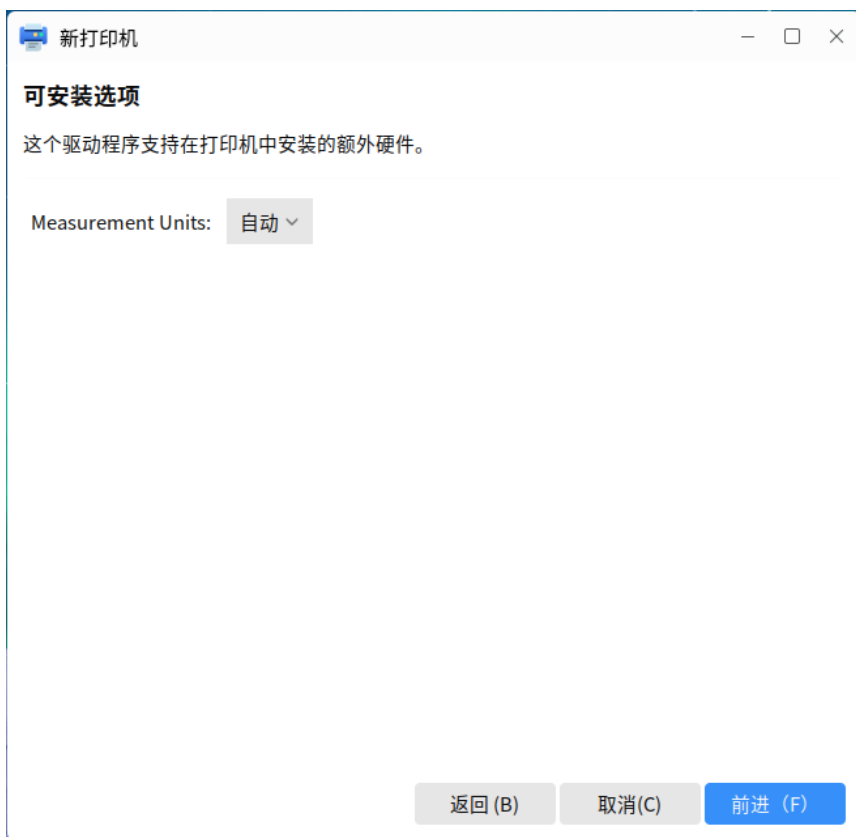 新打印机
可安装选项
这个驱动程序支持在打印机中安装的额外硬件。
Measurement Units: 自动
返回 (B) 取消(C) 前进（F）